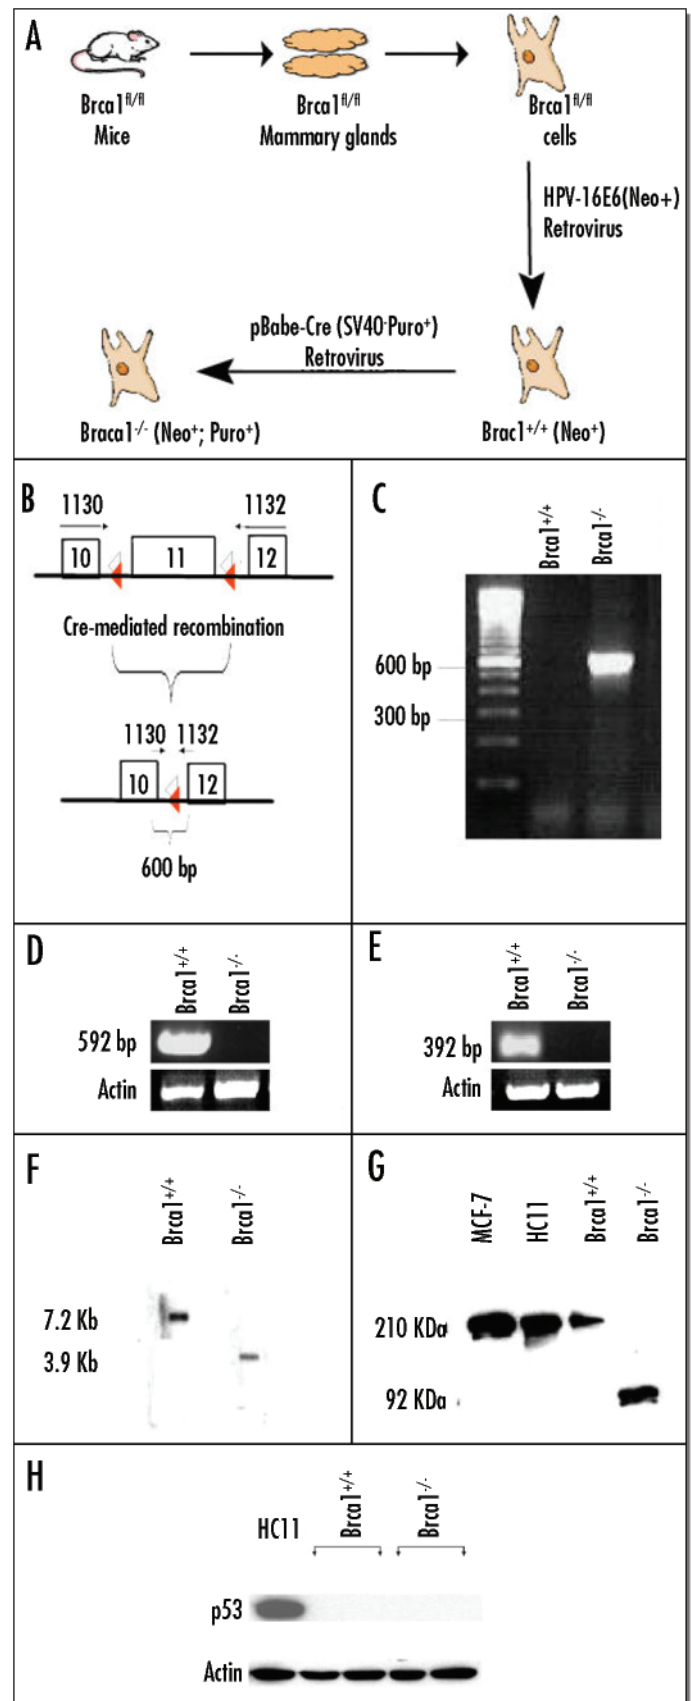 A
Brca1fl/fl
Mice
Brca1fl/fl
Mammary glands
Brca1fl/fl
cells
HPV-16E6(Neo+)
Retrovirus
pBabe-Cre (SV40-Puro+)
Retrovirus
Braca1-/- (Neo+; Puro+)
Brac1+/+ (Neo+)
B
1130
1132
10
11
12
Cre-mediated recombination
1130
1132
10
12
600 bp
C
Brca1+/+
Brca1-/-
600 bp
300 bp
D
Brca1+/+
Brca1-/-
592 bp
Actin
E
Brca1+/+
Brca1-/-
392 bp
Actin
F
Brca1+/+
Brca1-/-
7.2 Kb
3.9 Kb
G
MCF-7
HC11
Brca1+/+
Brca1-/-
210 KDa
92 KDa
H
HC11
Brca1+/+
Brca1-/-
p53
Actin